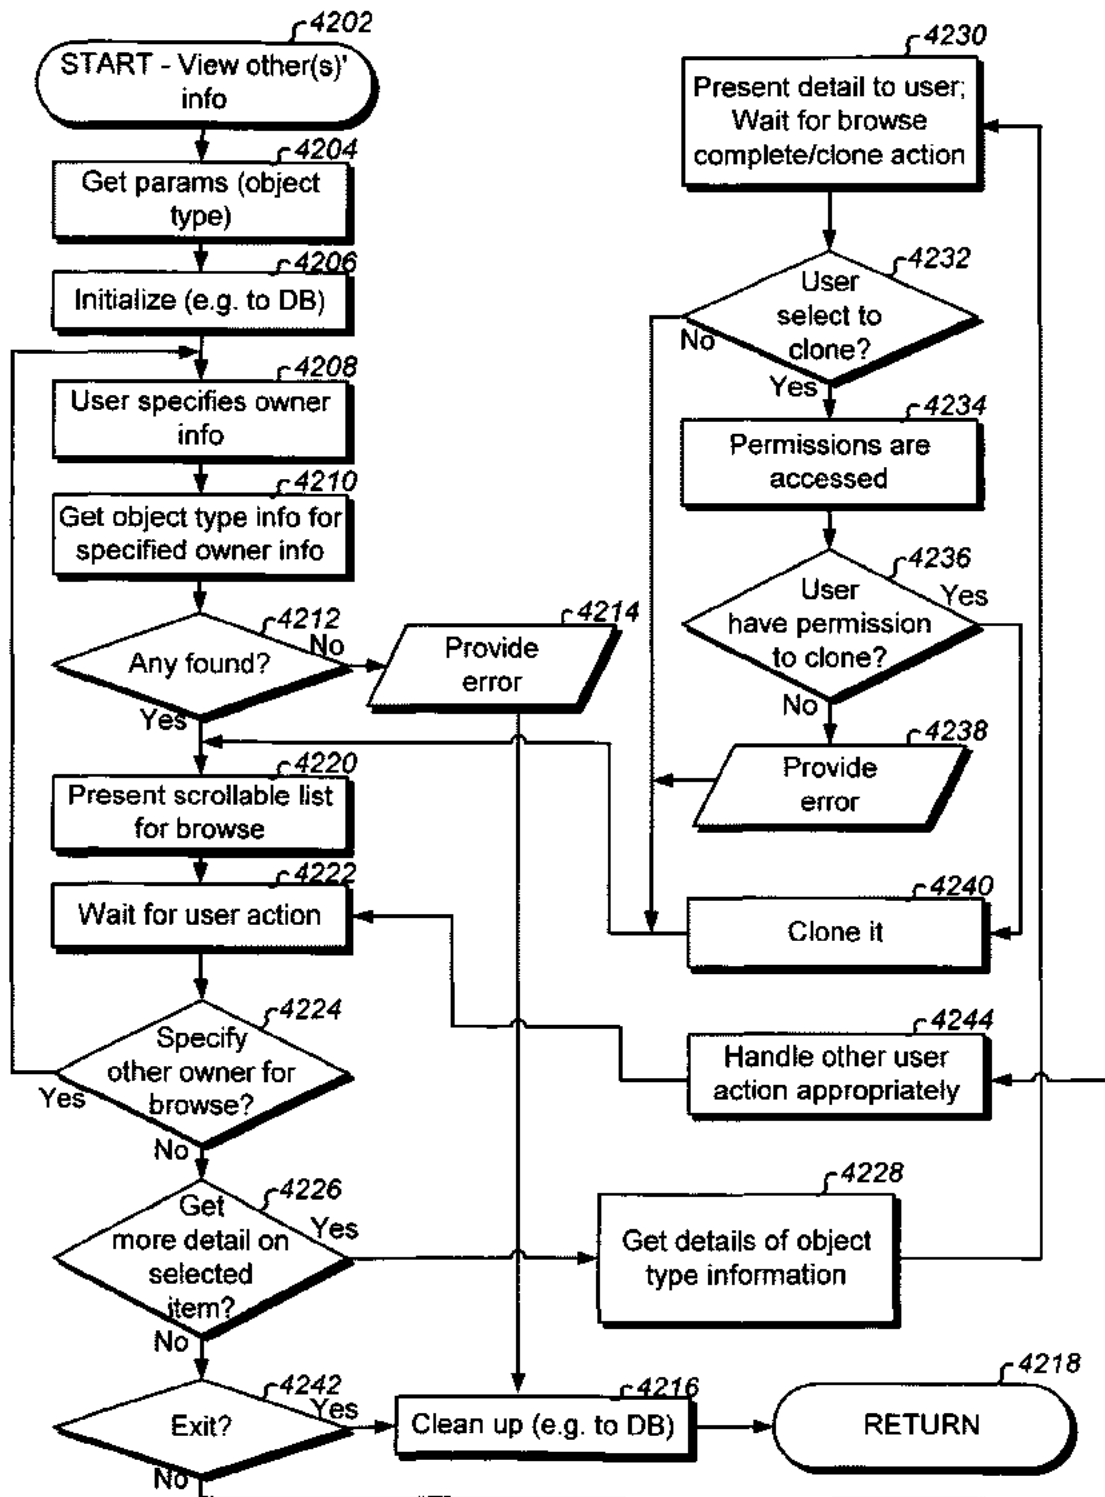 4202
START - View other(s)'
info
4204
Get params (object
type)
4206
Initialize (e.g. to DB)
4208
User specifies owner
info
4210
Get object type info for
specified owner info
4212
Any found?
No
Yes
4214
Provide
error
4220
Present scrollable list
for browse
4222
Wait for user action
4224
Specify
other owner for
browse?
Yes
No
4226
Get
more detail on
selected
item?
Yes
No
4242
Exit?
Yes
No
4216
Clean up (e.g. to DB)
4218
RETURN
4228
Get details of object
type information
4230
Present detail to user;
Wait for browse
complete/clone action
4232
User
select to
clone?
No
Yes
4234
Permissions are
accessed
4236
User
have permission
to clone?
Yes
No
4238
Provide
error
4240
Clone it
4244
Handle other user
action appropriately